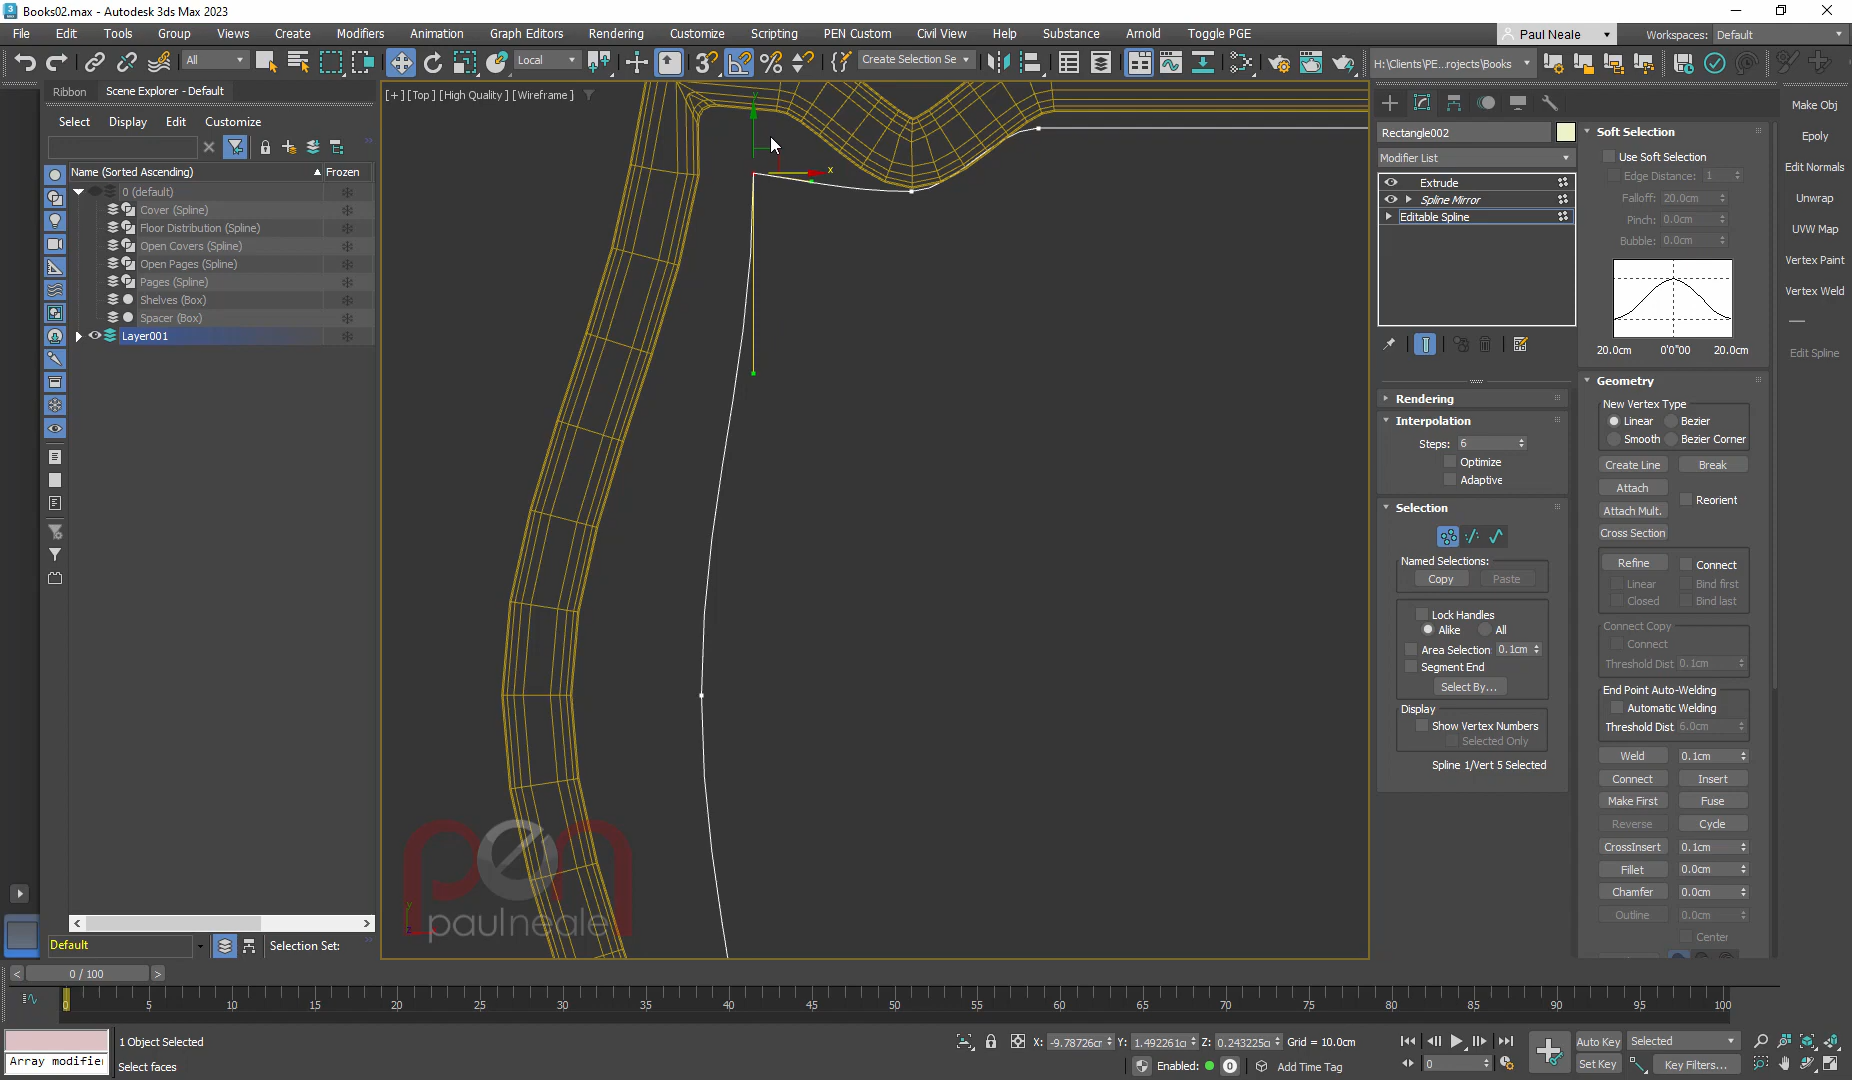 Books02.max - Autodesk 3ds Max 2023
File Edit Tools Group Views Create Modifiers Animation Graph Editors Rendering Customize Scripting PEN Custom Civil View Help Substance Arnold Toggle PGE Paul Neale Workspaces: Default
All Local Create Selection Se H:\Clients\PE...rojects\Books
Ribbon Scene Explorer - Default
Select Display Edit Customize
Name (Sorted Ascending) Frozen
0 (default)
Cover (Spline)
Floor Distribution (Spline)
Open Covers (Spline)
Open Pages (Spline)
Pages (Spline)
Shelves (Box)
Spacer (Box)
Layer001
Default Selection Set:
[+] [Top] [High Quality] [Wireframe]
x
pen
paulneale
Rectangle002
Modifier List
Extrude
Spline Mirror
Editable Spline
Rendering
Interpolation
Steps: 6
Optimize
Adaptive
Selection
Named Selections:
Copy Paste
Lock Handles
Alike All
Area Selection: 0.1cm
Segment End
Select By...
Display
Show Vertex Numbers
Selected Only
Spline 1/Vert 5 Selected
Soft Selection
Use Soft Selection
Edge Distance: 1
Falloff: 20.0cm
Pinch: 0.0cm
Bubble: 0.0cm
20.0cm 0'0"00 20.0cm
Geometry
New Vertex Type
Linear Bezier
Smooth Bezier Corner
Create Line Break
Attach
Reorient
Attach Mult.
Cross Section
Refine Connect
Linear Bind first
Closed Bind last
Connect Copy
Connect
Threshold Dist 0.1cm
End Point Auto-Welding
Automatic Welding
Threshold Dist 6.0cm
Weld 0.1cm
Connect Insert
Make First Fuse
Reverse Cycle
CrossInsert 0.1cm
Fillet 0.0cm
Chamfer 0.0cm
Outline 0.0cm
Center
Make Obj
Epoly
Edit Normals
Unwrap
UVW Map
Vertex Paint
Vertex Weld
Edit Spline
0 / 100
0 5 10 15 20 25 30 35 40 45 50 55 60 65 70 75 80 85 90 95 100
1 Object Selected
Array modifie
Select faces
X: -9.78726cm Y: 1.492261cm Z: 0.243225cm Grid = 10.0cm
Enabled: 0 Add Time Tag
0
Auto Key Selected
Set Key Key Filters...